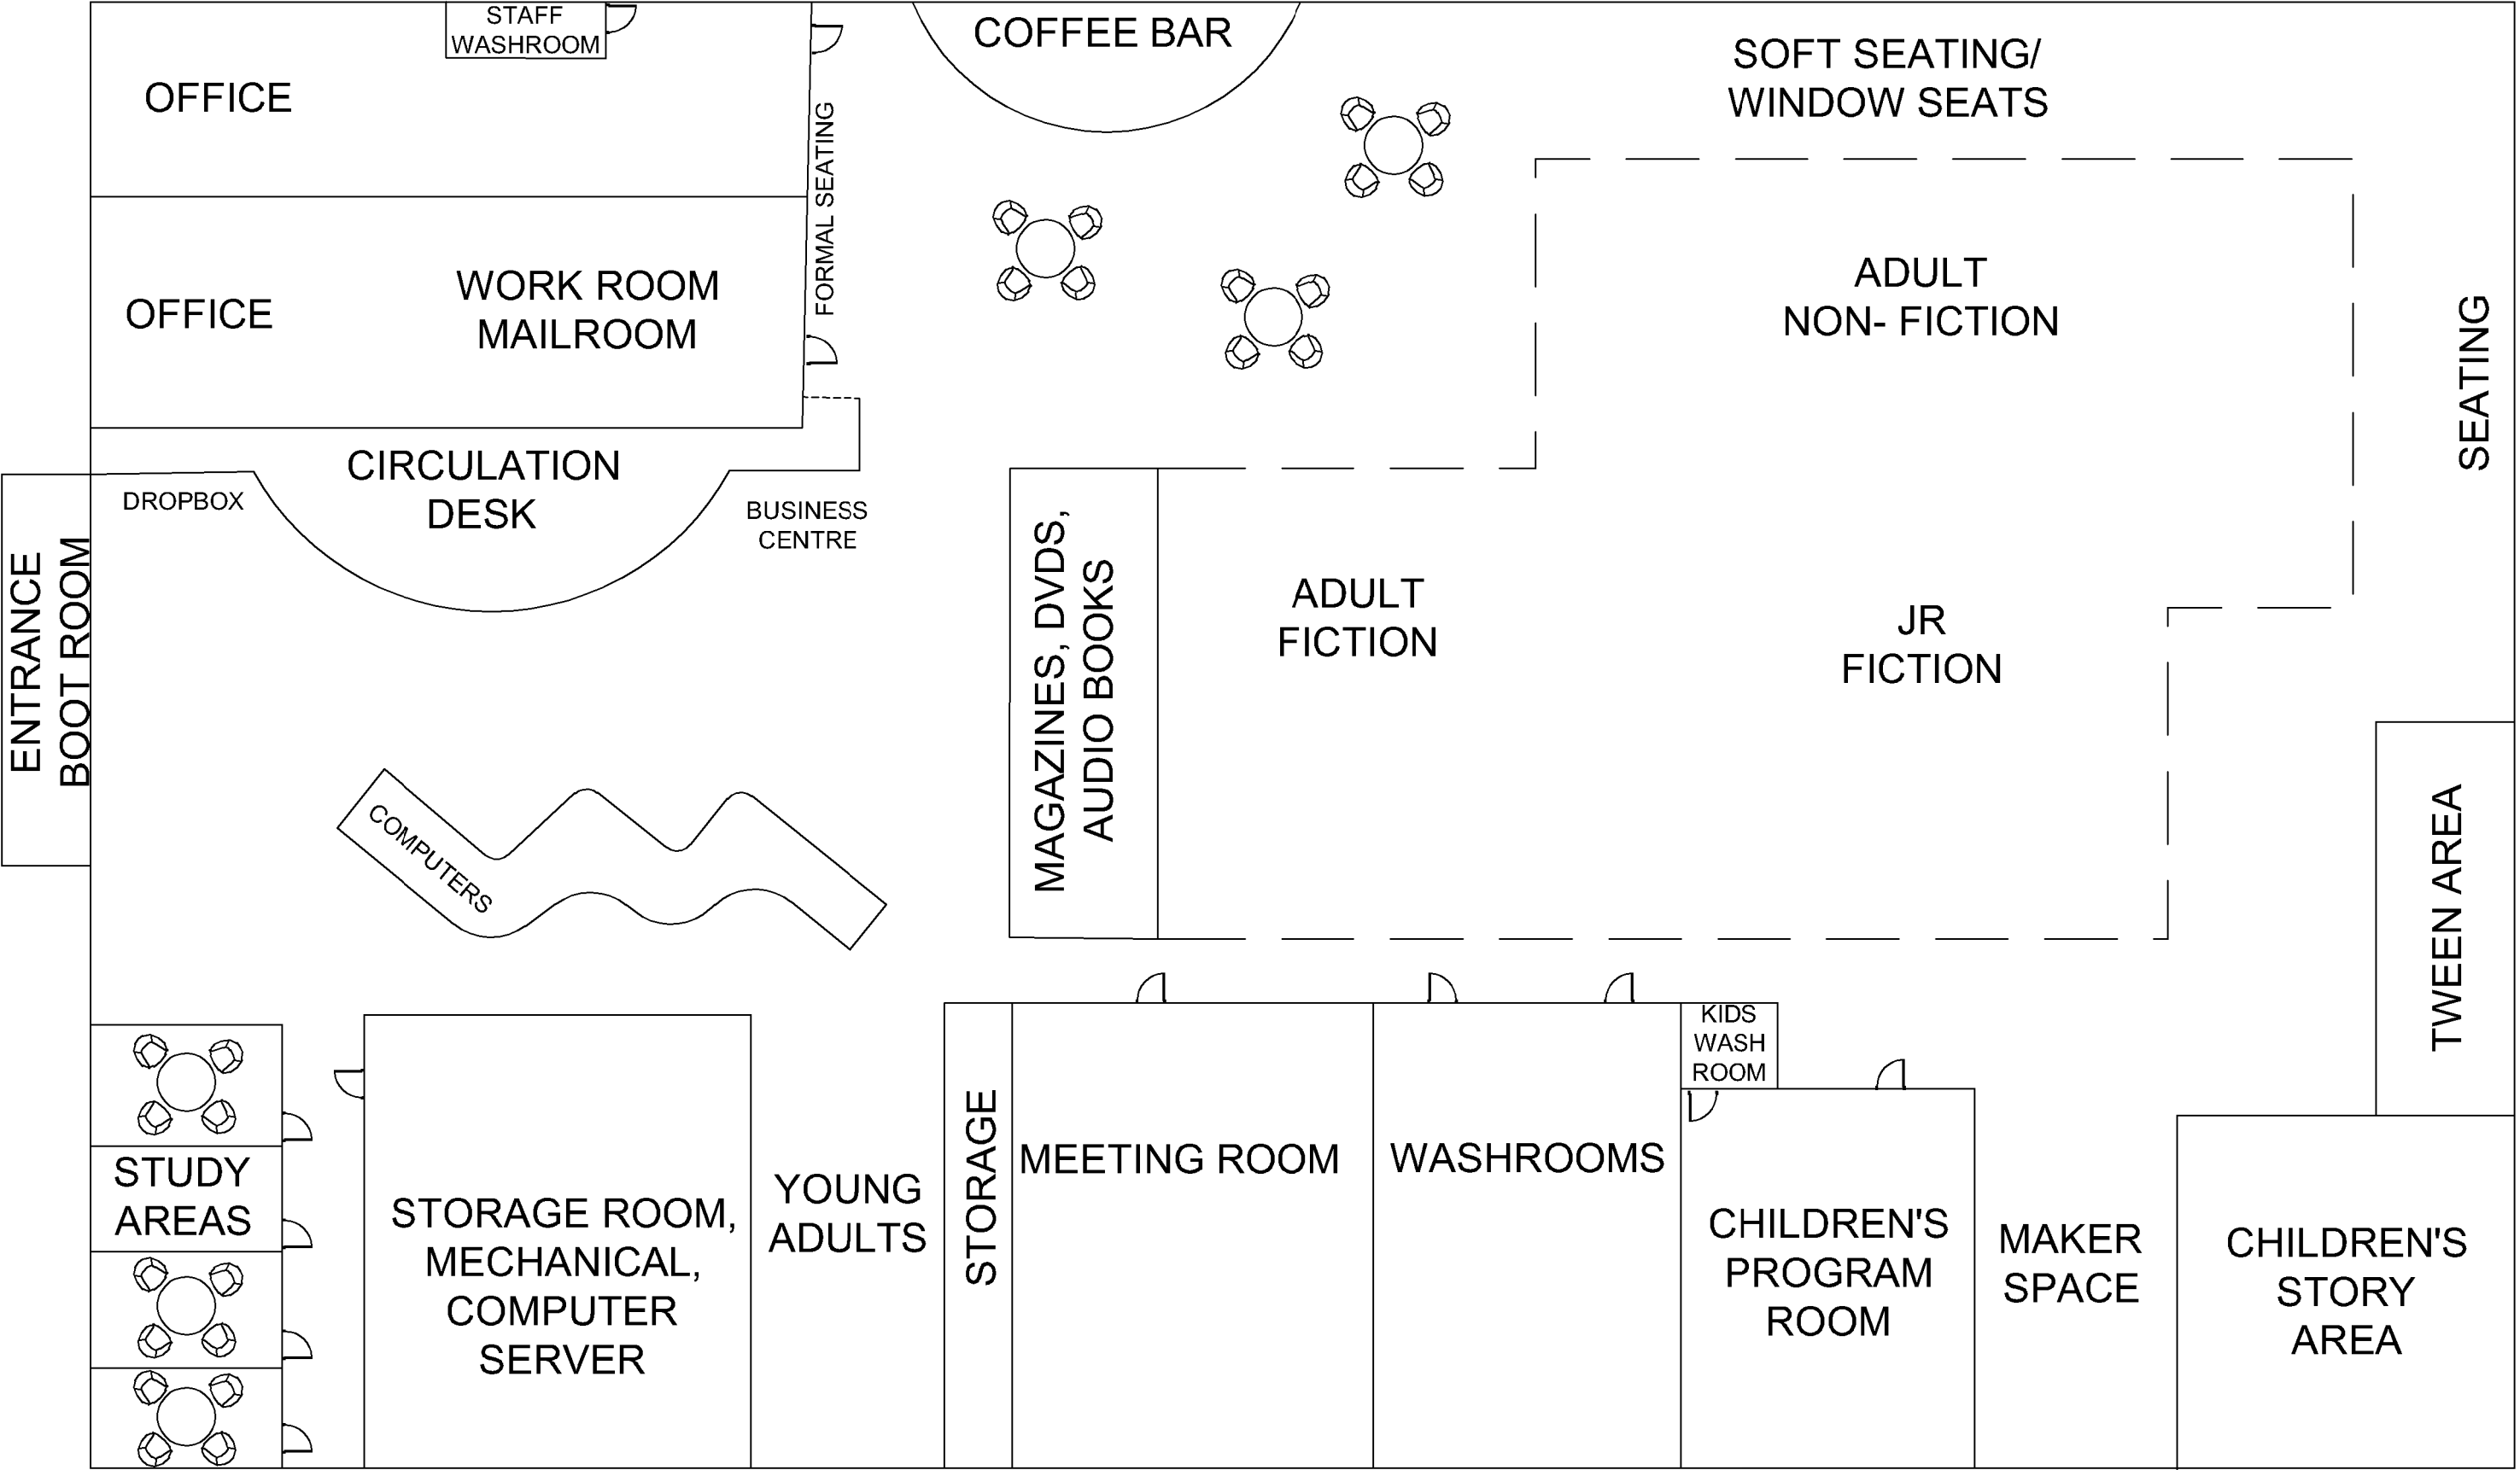 STAFF
WASHROOM
COFFEE BAR
SOFT SEATING/
WINDOW SEATS
OFFICE
FORMAL SEATING
OFFICE
WORK ROOM
MAILROOM
ADULT
NON- FICTION
SEATING
CIRCULATION
DESK
DROPBOX
BUSINESS
CENTRE
ENTRANCE
BOOT ROOM
MAGAZINES, DVDS,
AUDIO BOOKS
ADULT
FICTION
JR
FICTION
COMPUTERS
TWEEN AREA
STUDY
AREAS
STORAGE ROOM,
MECHANICAL,
COMPUTER
SERVER
YOUNG
ADULTS
STORAGE
MEETING ROOM
WASHROOMS
KIDS
WASH
ROOM
CHILDREN'S
PROGRAM
ROOM
MAKER
SPACE
CHILDREN'S
STORY
AREA